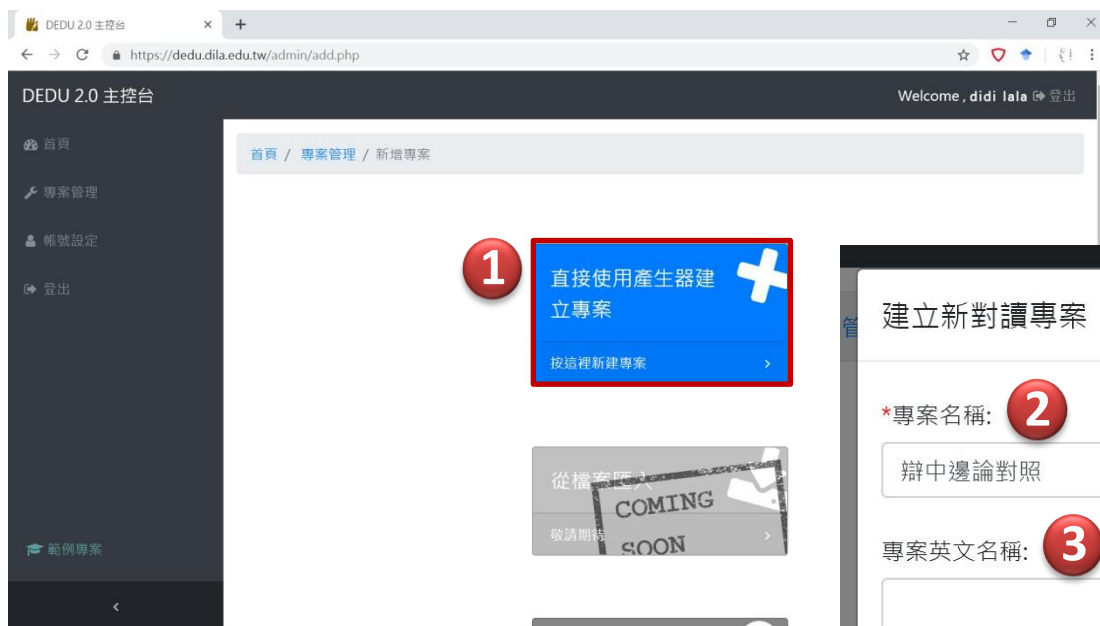 DEDU 2.0 主控台
https://dedu.dila.edu.tw/admin/add.php
DEDU 2.0 主控台
Welcome , didi lala 登出
首頁
專案管理
帳號設定
登出
範例專案
首頁 / 專案管理 / 新增專案
1
直接使用產生器建
立專案
按這裡新建專案
從檔案匯入
敬請期待
COMING
SOON
管
建立新對讀專案
*專案名稱:
2
辯中邊論對照
專案英文名稱:
3